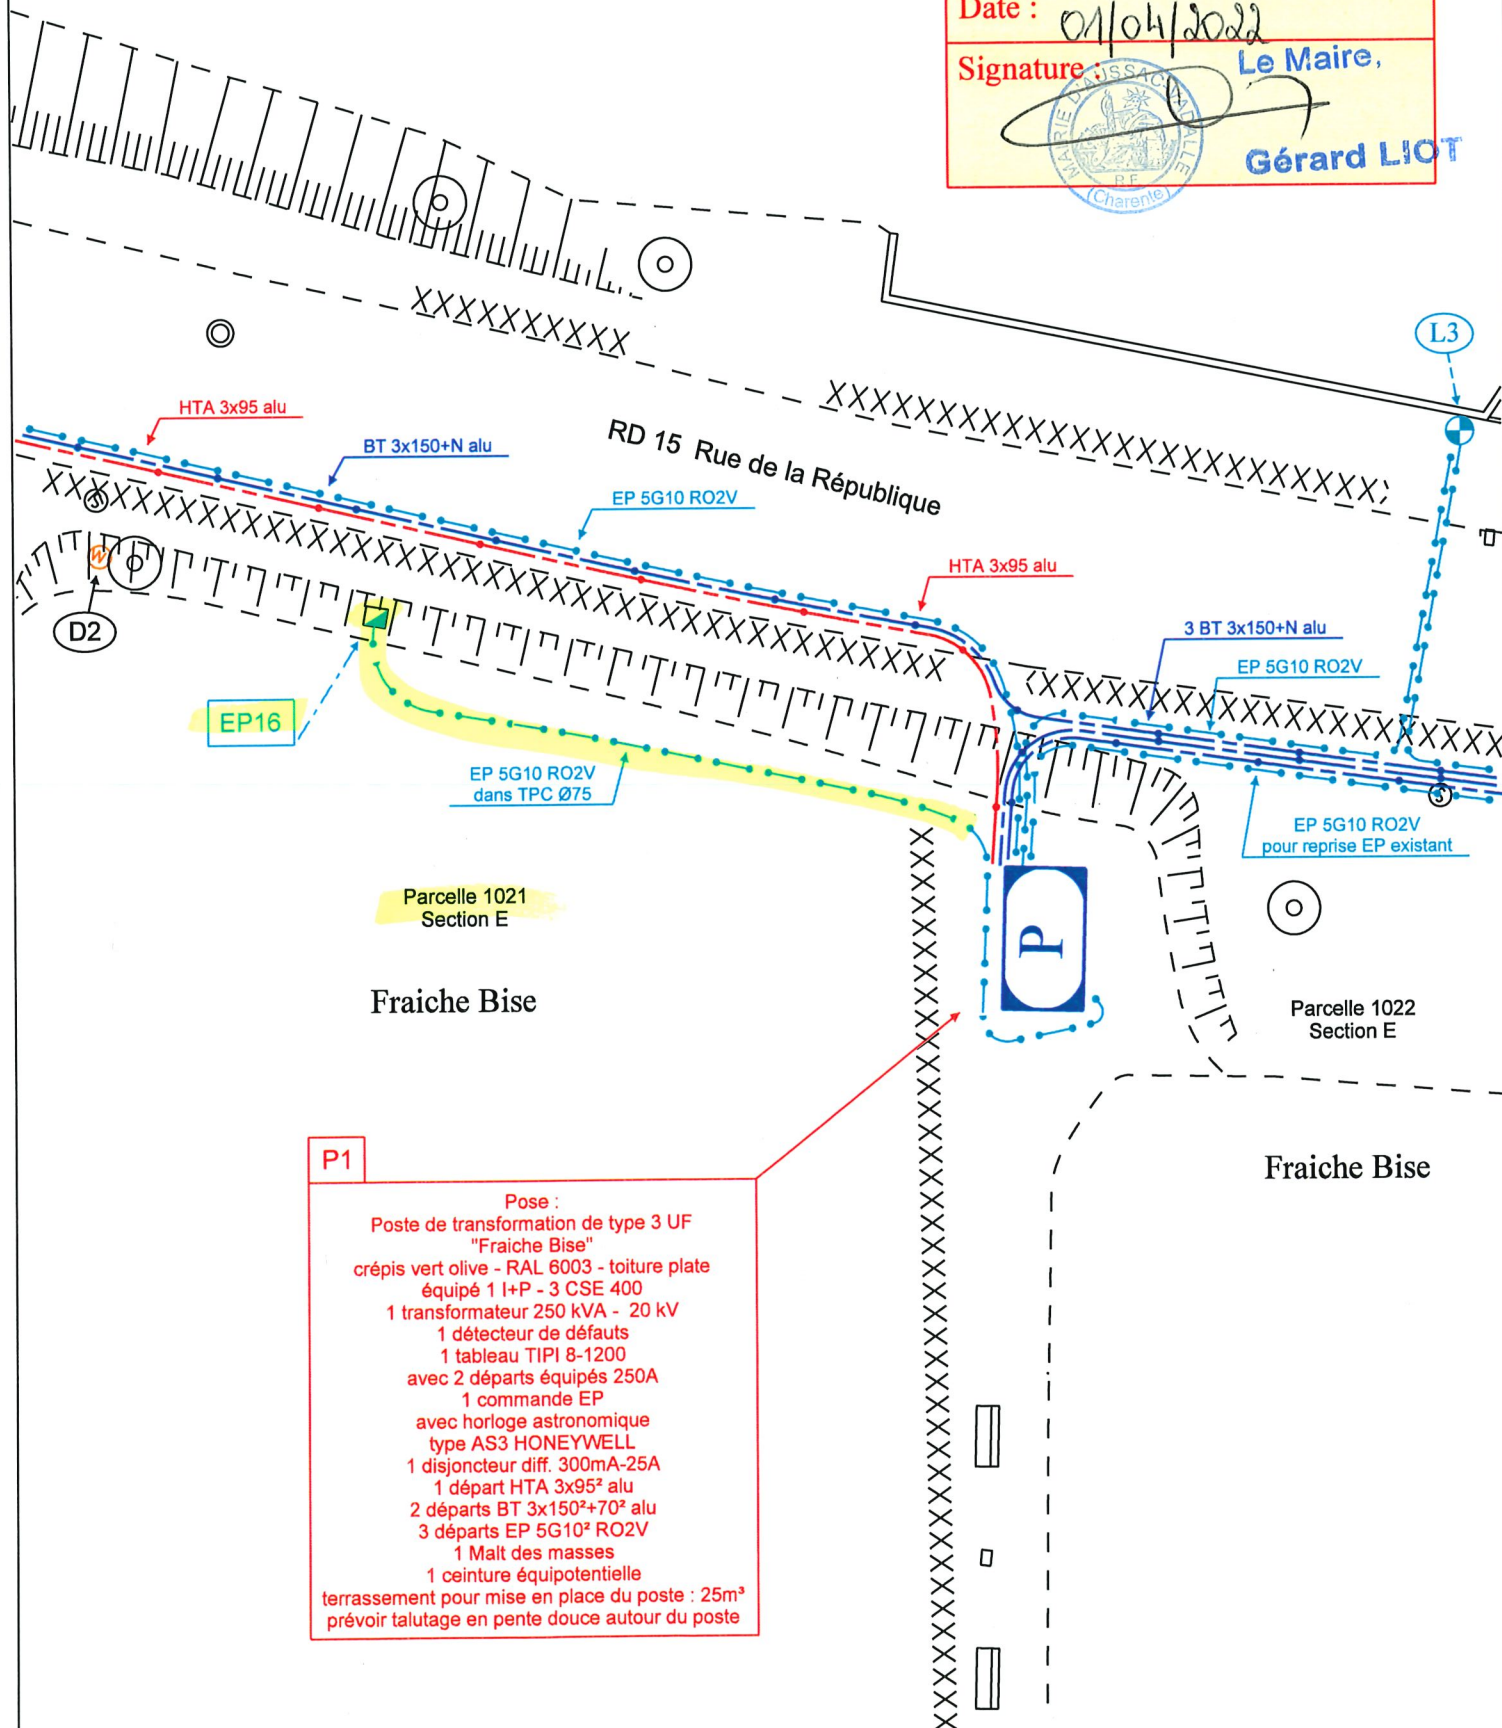 Date : 01/04/2022
Signature :
Le Maire,
MAIRIE D'AUSSAC VADALLE
R.F.
(Charente)
Gérard LIOT
L3
HTA 3x95 alu
BT 3x150+N alu
RD 15 Rue de la République
EP 5G10 RO2V
HTA 3x95 alu
S
W
D2
3 BT 3x150+N alu
EP 5G10 RO2V
EP16
EP 5G10 RO2V
dans TPC Ø75
S
EP 5G10 RO2V
pour reprise EP existant
Parcelle 1021
Section E
P
Fraiche Bise
Parcelle 1022
Section E
P1
Fraiche Bise
Pose :
Poste de transformation de type 3 UF
"Fraiche Bise"
crépis vert olive - RAL 6003 - toiture plate
équipé 1 I+P - 3 CSE 400
1 transformateur 250 kVA - 20 kV
1 détecteur de défauts
1 tableau TIPI 8-1200
avec 2 départs équipés 250A
1 commande EP
avec horloge astronomique
type AS3 HONEYWELL
1 disjoncteur diff. 300mA-25A
1 départ HTA 3x95² alu
2 départs BT 3x150²+70² alu
3 départs EP 5G10² RO2V
1 Malt des masses
1 ceinture équipotentielle
terrassement pour mise en place du poste : 25m³
prévoir talutage en pente douce autour du poste